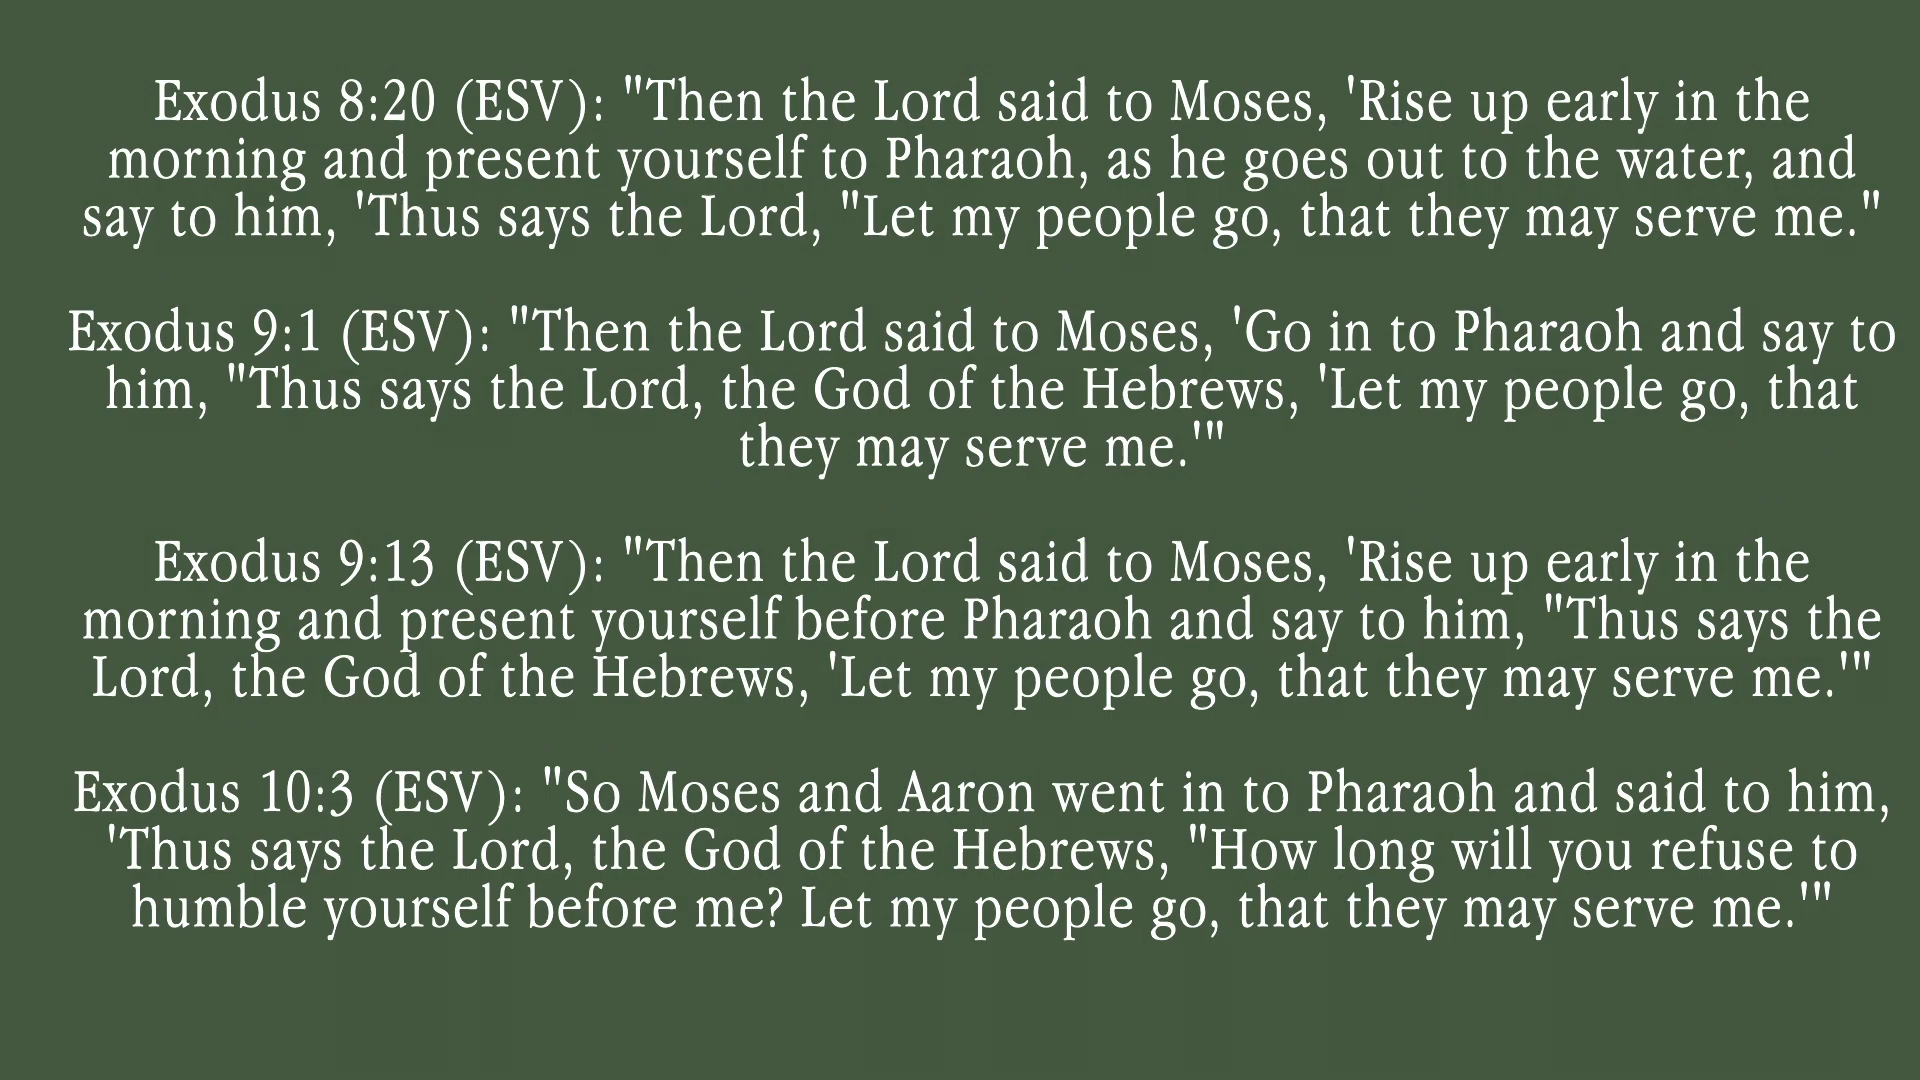 Exodus 8:20 (ESV): "Then the Lord said to Moses, 'Rise up early in the
morning and present yourself to Pharaoh, as he goes out to the water, and
say to him, 'Thus says the Lord, "Let my people go, that they may serve me."
Exodus 9:1 (ESV): "Then the Lord said to Moses, 'Go in to Pharaoh and say to
him, "Thus says the Lord, the God of the Hebrews, 'Let my people go, that
they may serve me.'"
Exodus 9:13 (ESV): "Then the Lord said to Moses, 'Rise up early in the
morning and present yourself before Pharaoh and say to him, "Thus says the
Lord, the God of the Hebrews, 'Let my people go, that they may serve me.'"
Exodus 10:3 (ESV): "So Moses and Aaron went in to Pharaoh and said to him,
'Thus says the Lord, the God of the Hebrews, "How long will you refuse to
humble yourself before me? Let my people go, that they may serve me.'"